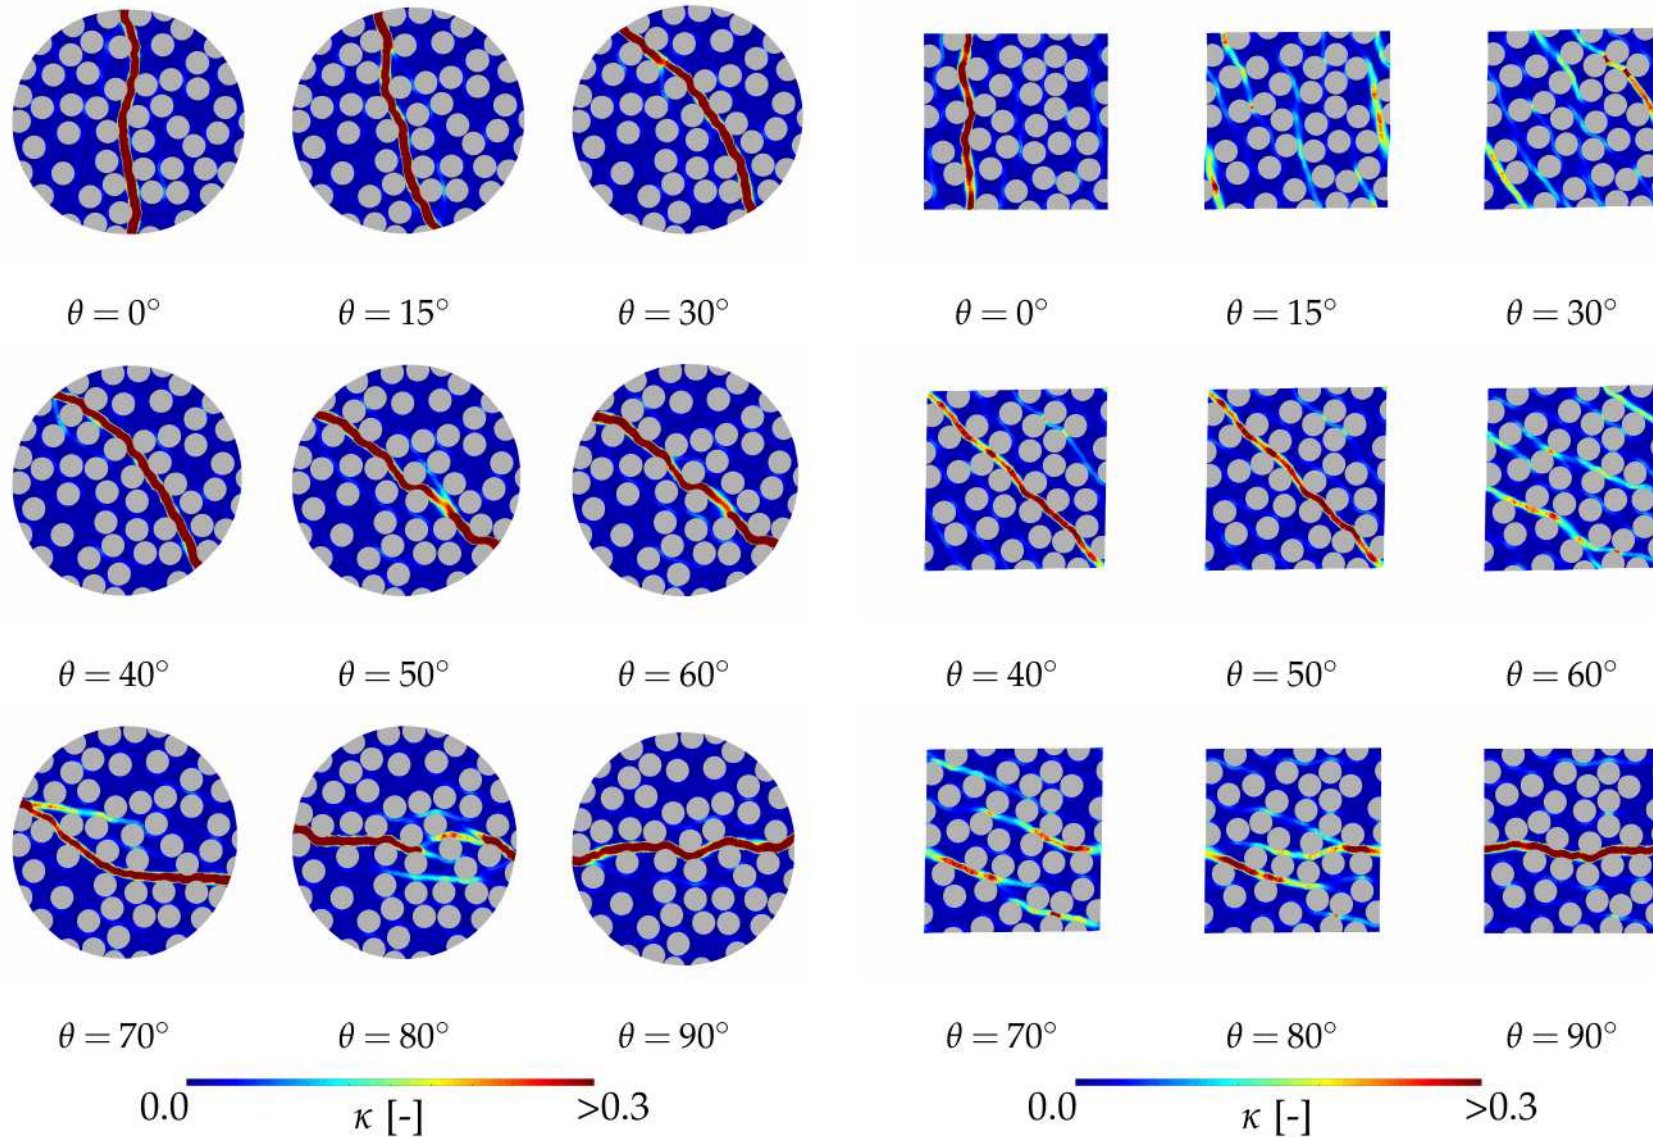 θ = 0° θ = 15° θ = 30° θ = 0° θ = 15° θ = 30°
θ = 40° θ = 50° θ = 60° θ = 40° θ = 50° θ = 60°
θ = 70° θ = 80° θ = 90° θ = 70° θ = 80° θ = 90°
0.0 κ [-] >0.3 0.0 κ [-] >0.3